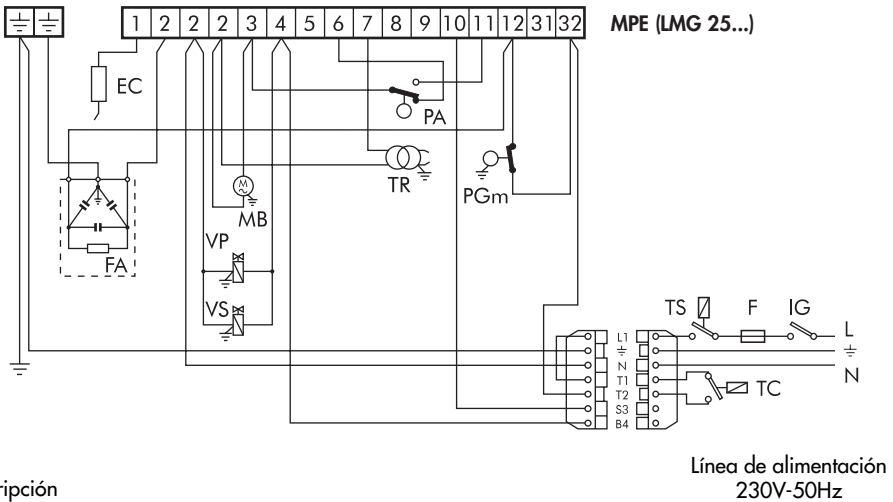 1 2 2 2 3 4 5 6 7 8 9 10 11 12 31 32 MPE (LMG 25...)
EC
PA
TR
PGm
MB
FA
VP
VS
TS F IG
L1 L
N
T1 N
T2 TC
S3
B4
Línea de alimentación
230V-50Hz
ripción